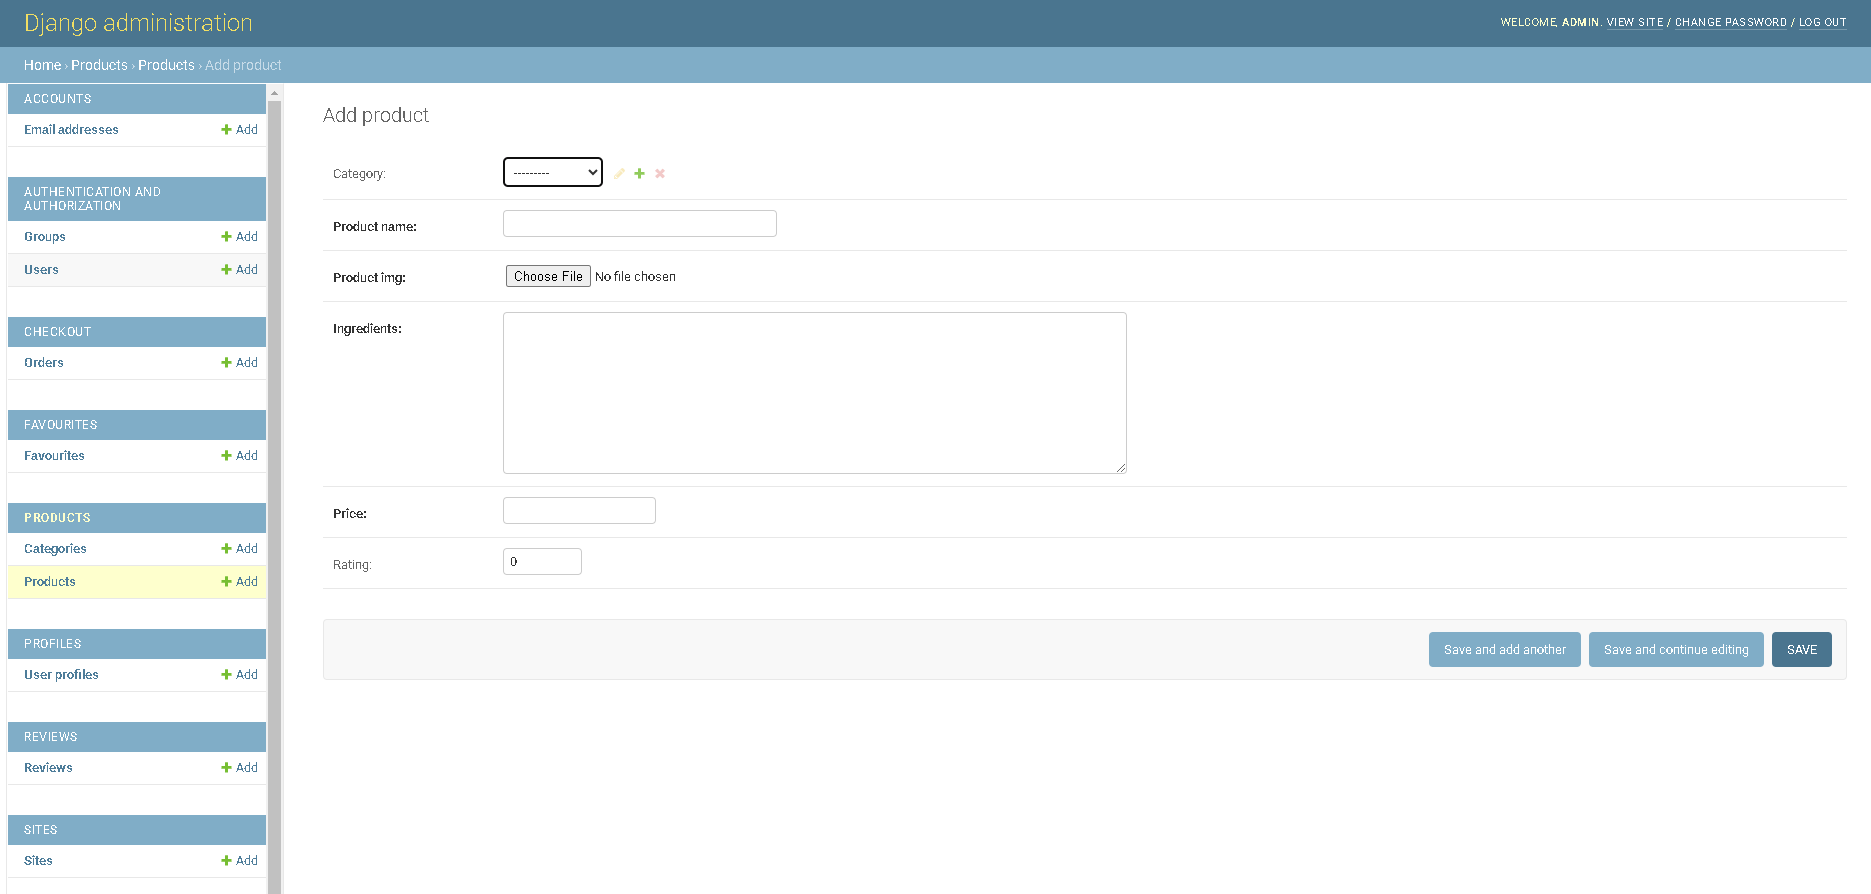 Django administration
WELCOME, ADMIN. VIEW SITE / CHANGE PASSWORD / LOG OUT
Home › Products › Products › Add product
ACCOUNTS
Email addresses
Add
AUTHENTICATION AND
AUTHORIZATION
Groups
Add
Users
Add
CHECKOUT
Orders
Add
FAVOURITES
Favourites
Add
PRODUCTS
Categories
Add
Products
Add
PROFILES
User profiles
Add
REVIEWS
Reviews
Add
SITES
Sites
Add
Add product
Category:
---------
Product name:
Product img:
Choose File No file chosen
Ingredients:
Price:
Rating:
0
Save and add another
Save and continue editing
SAVE